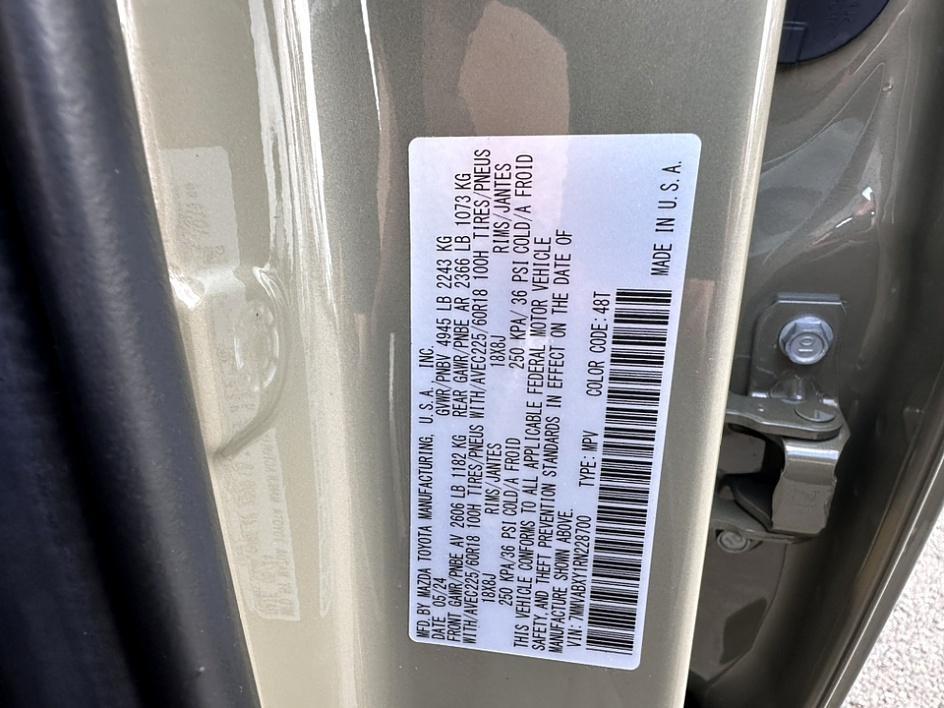 MFD.BY MAZDA TOYOTA MANUFACTURING, U.S.A. INC.
DATE 05/24 GVWR/PNBV 4945 LB 2243 KG
FRONT GAWR/PNBE AV 2606 LB 1182 KG REAR GAWR/PNBE AR 2366 LB 1073 KG
WITH/AVEC225/60R18 100H TIRES/PNEUS WITH/AVEC225/60R18 100H TIRES/PNEUS
18X8J RIMS/JANTES 18X8J RIMS/JANTES
250 KPA/36 PSI COLD/A FROID 250 KPA/ 36 PSI COLD/A FROID
THIS VEHICLE CONFORMS TO ALL APPLICABLE FEDERAL MOTOR VEHICLE
SAFETY, AND THEFT PREVENTION STANDARDS IN EFFECT ON THE DATE OF
MANUFACTURE SHOWN ABOVE.
VIN: 7MMVABXY1RN228700 TYPE: MPV COLOR CODE: 48T
MADE IN U.S.A.
10